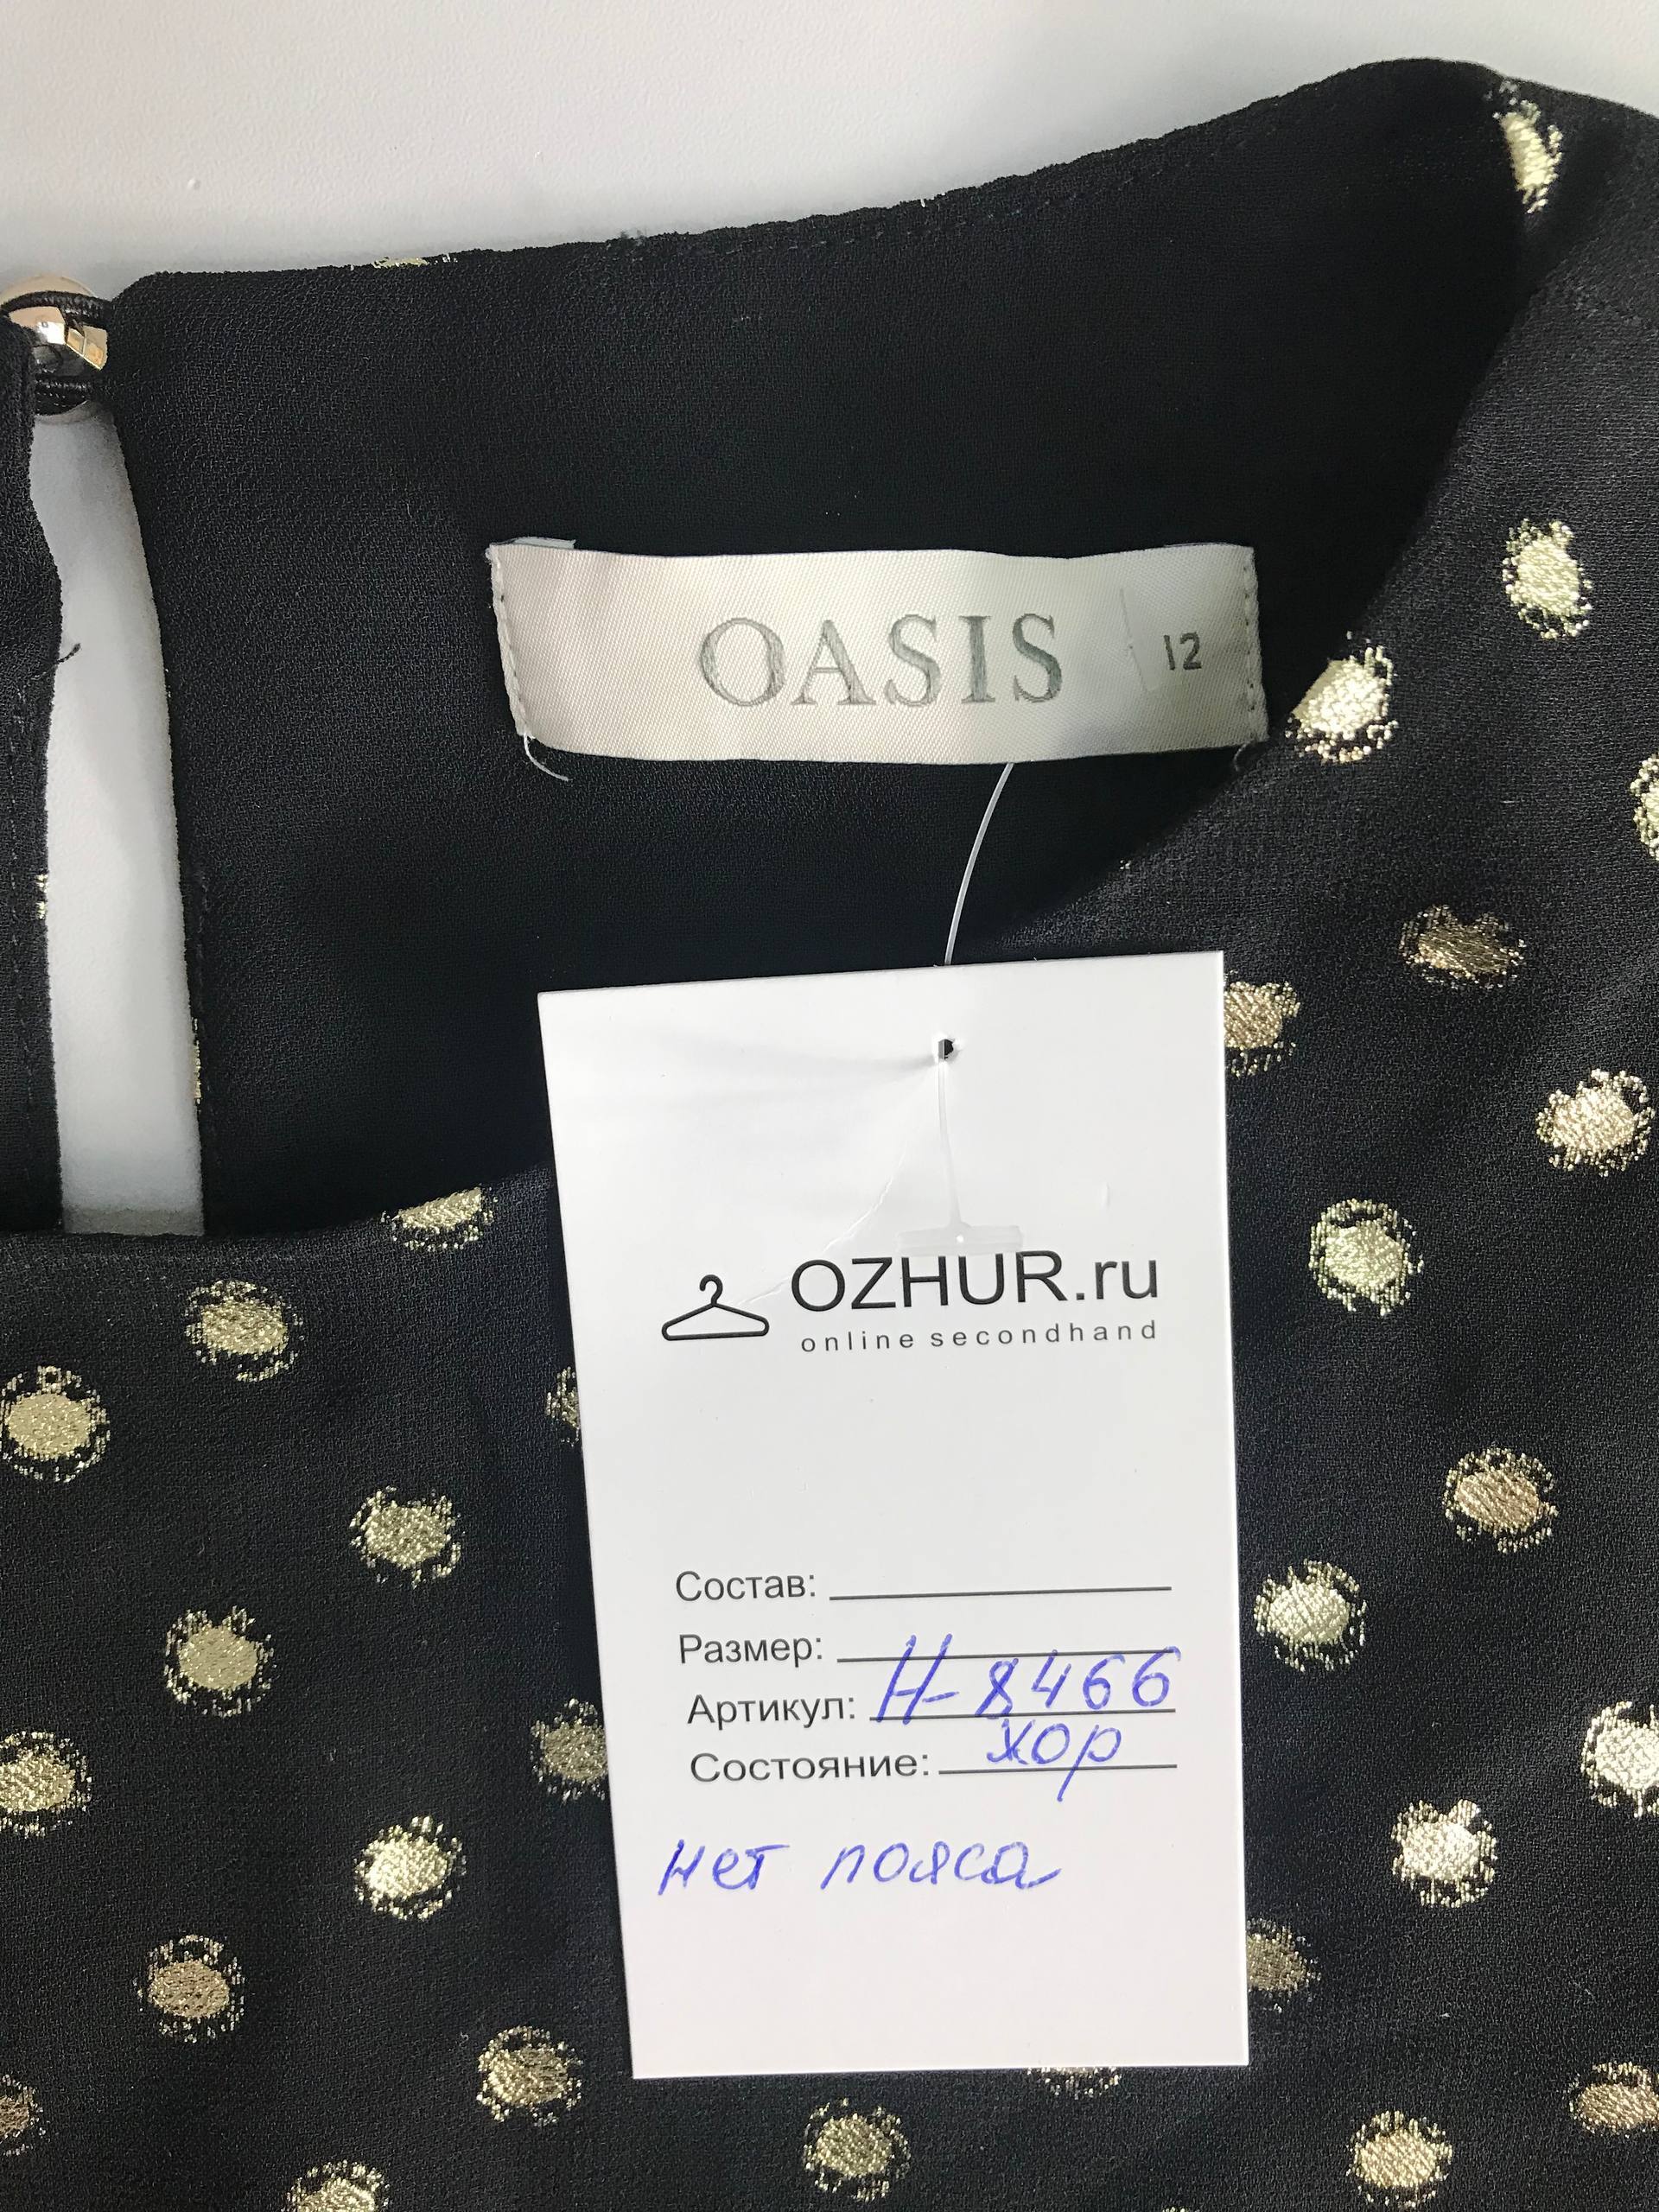 OASIS 12
OZHUR.ru
online secondhand
Состав:
Размер:
Артикул: Н-8466
Состояние: хор
нет пояса